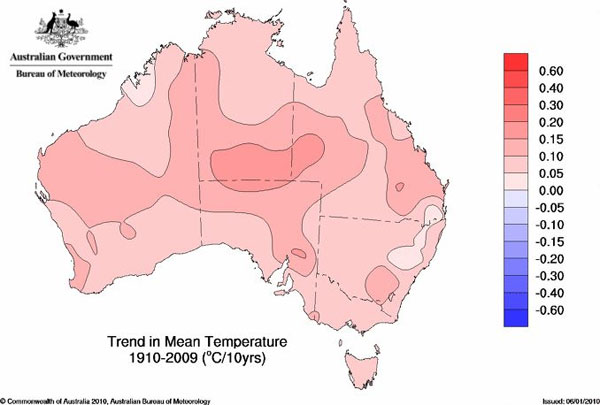 Australian Government
Bureau of Meteorology
0.60
0.40
0.30
0.20
0.15
0.10
0.05
0.00
-0.05
-0.10
-0.15
-0.20
-0.30
-0.40
-0.60
Trend in Mean Temperature
1910-2009 (°C/10yrs)
© Commonwealth of Australia 2010, Australian Bureau of Meteorology
Issued: 06/01/2010